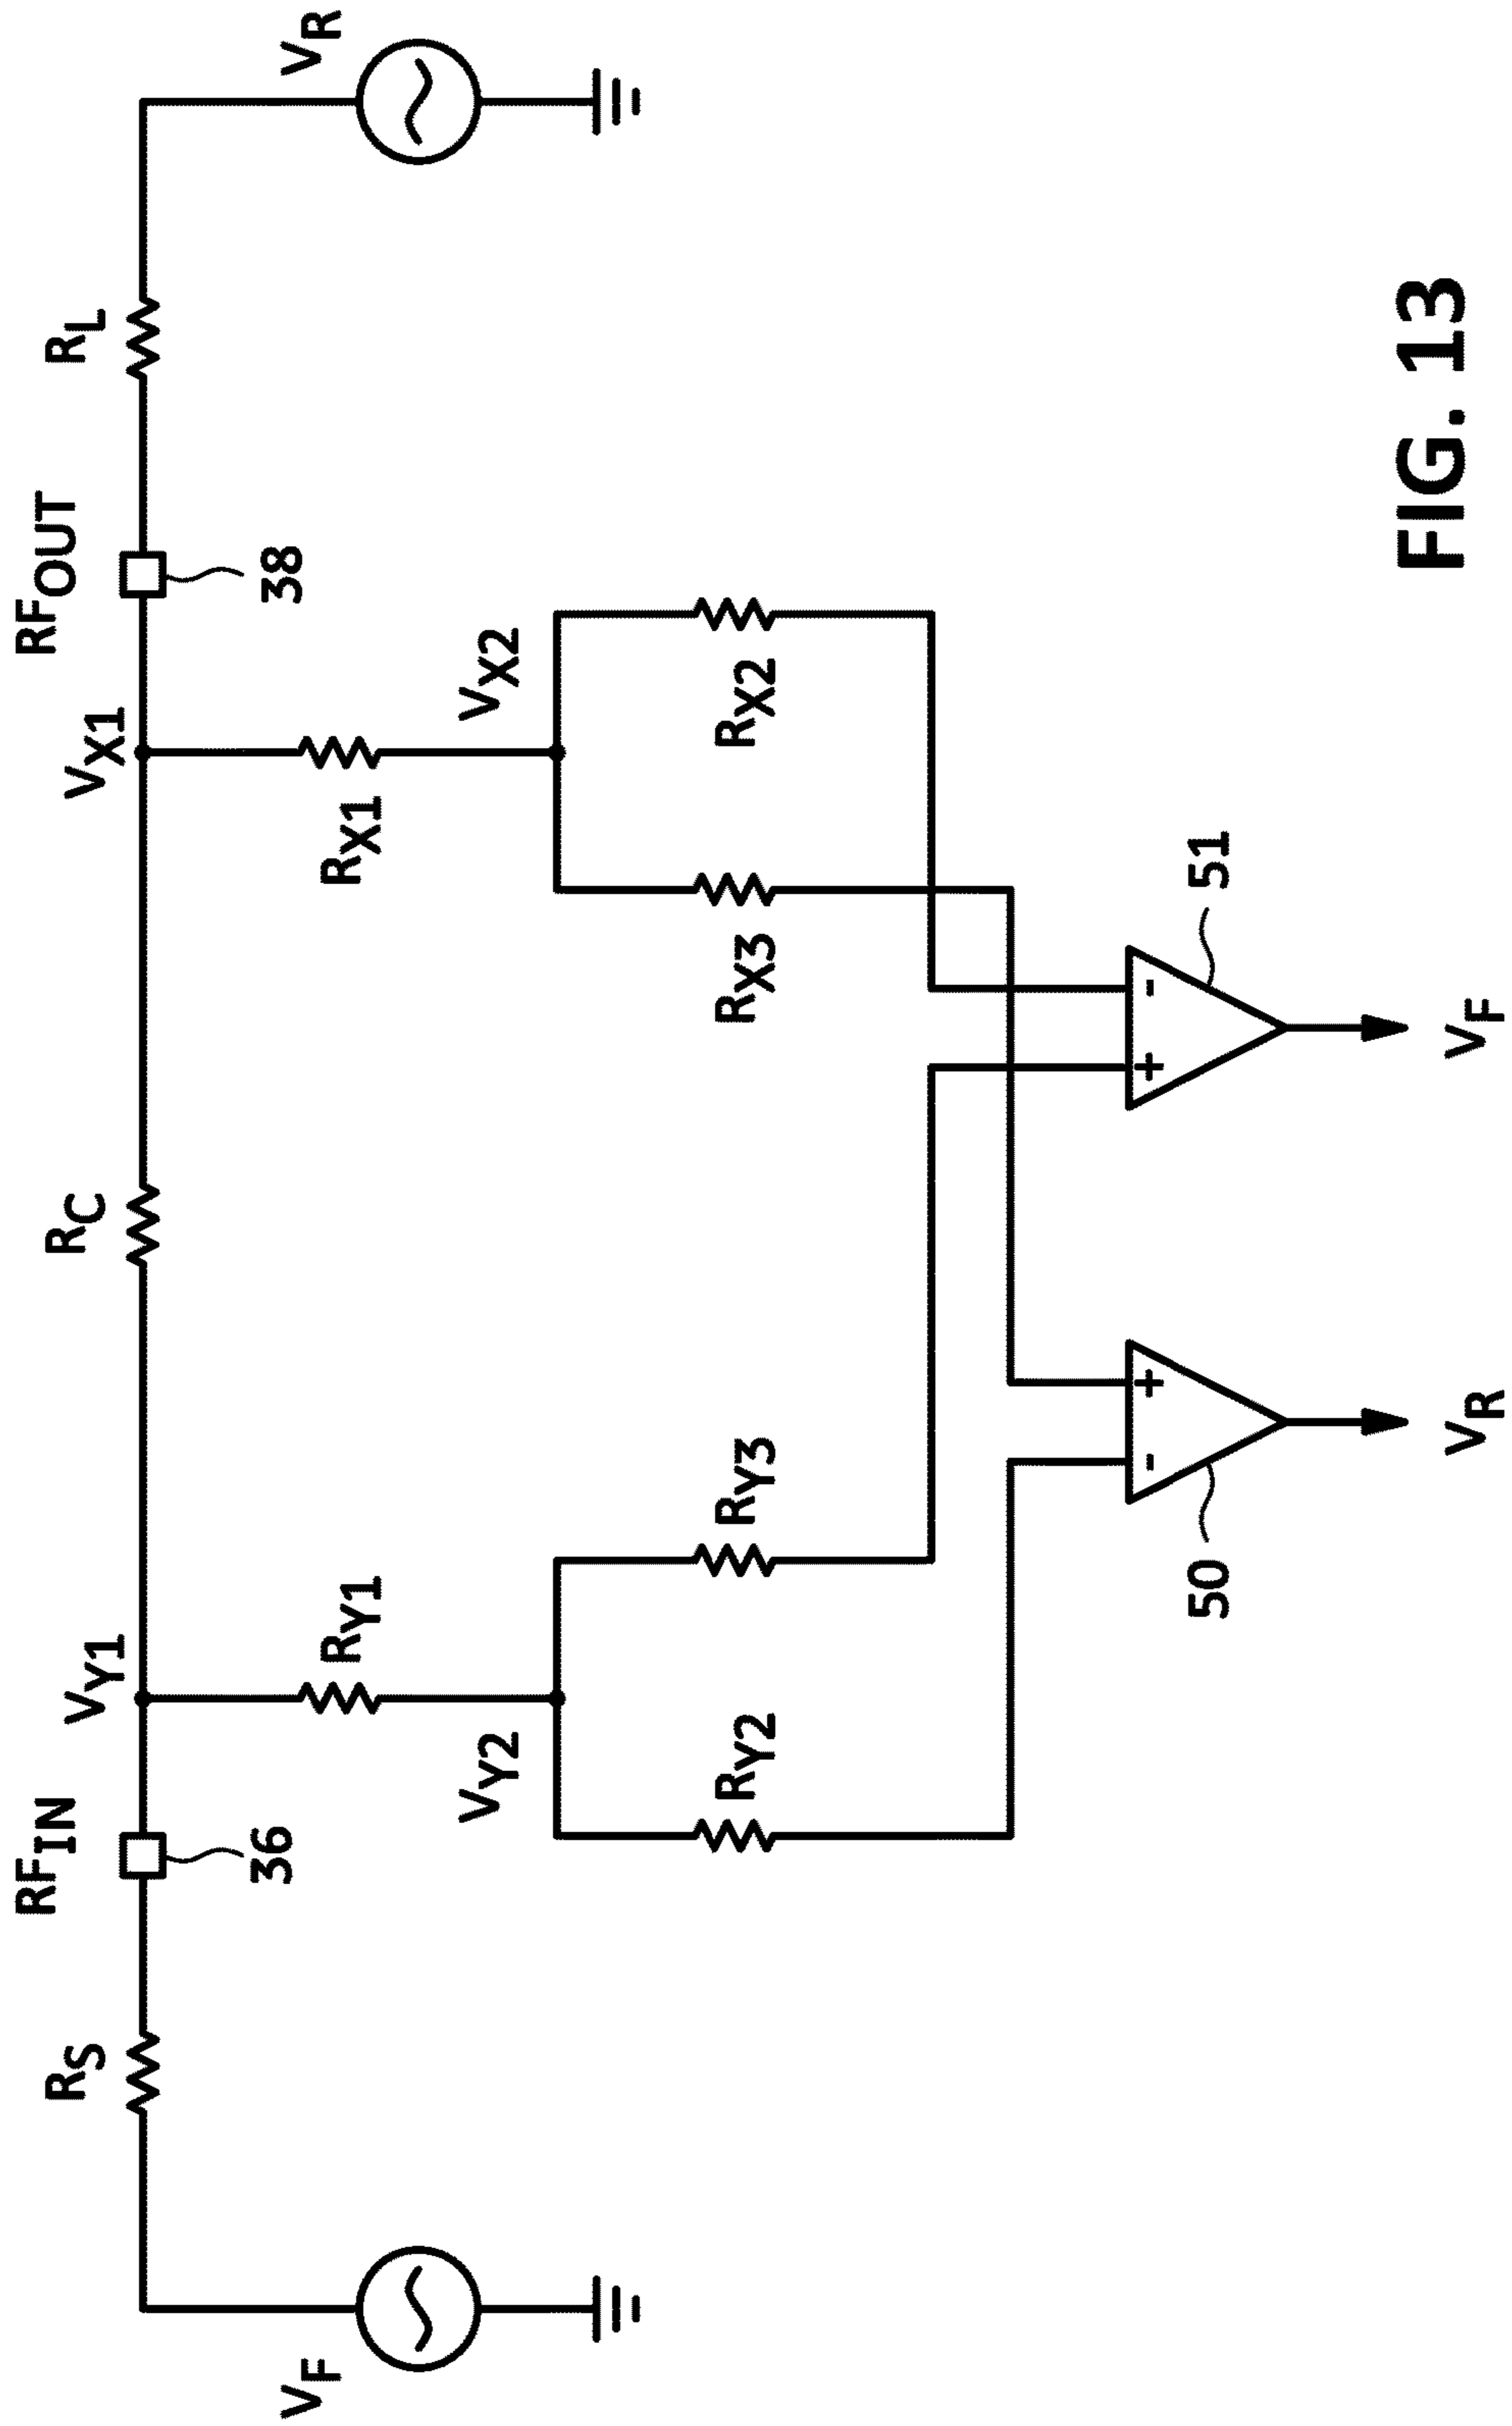 RF_IN RF_OUT
R_S V_Y1 R_C V_X1 R_L
36 38
V_F V_R
R_Y1 R_X1
V_Y2 V_X2
R_Y2 R_Y3 R_X3 R_X2
- + + -
50 51
V_R V_F
FIG. 13